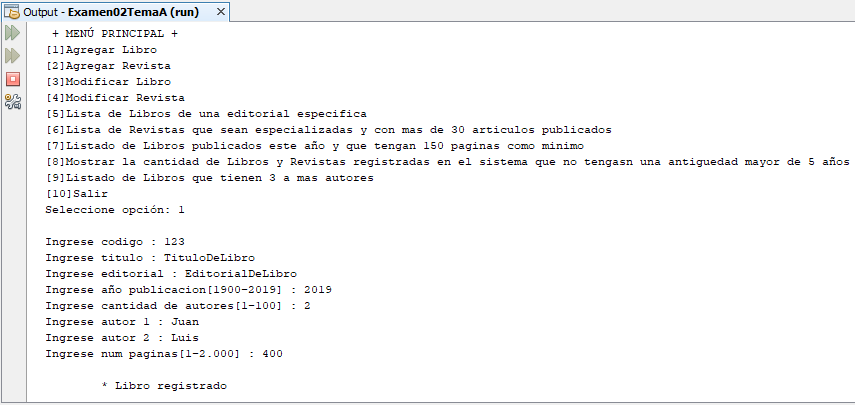 Output - Examen02TemaA (run) ×
+ MENÚ PRINCIPAL +
[1]Agregar Libro
[2]Agregar Revista
[3]Modificar Libro
[4]Modificar Revista
[5]Lista de Libros de una editorial especifica
[6]Lista de Revistas que sean especializadas y con mas de 30 articulos publicados
[7]Listado de Libros publicados este año y que tengan 150 paginas como minimo
[8]Mostrar la cantidad de Libros y Revistas registradas en el sistema que no tengasn una antiguedad mayor de 5 años
[9]Listado de Libros que tienen 3 a mas autores
[10]Salir
Seleccione opción: 1
Ingrese codigo : 123
Ingrese titulo : TituloDeLibro
Ingrese editorial : EditorialDeLibro
Ingrese año publicacion[1900-2019] : 2019
Ingrese cantidad de autores[1-100] : 2
Ingrese autor 1 : Juan
Ingrese autor 2 : Luis
Ingrese num paginas[1-2.000] : 400
* Libro registrado